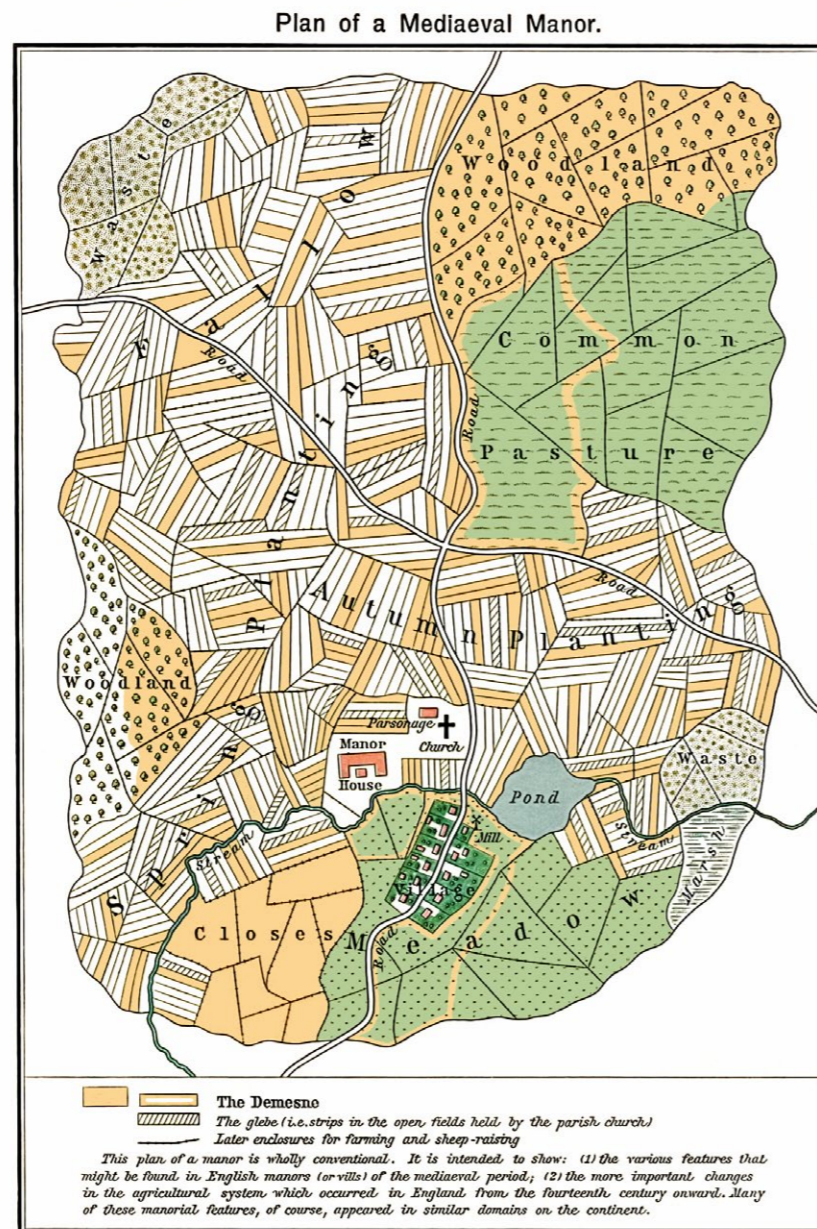 Plan of a Mediaeval Manor.
Waste
Woodland
Fallow
Road
Common
Pasture
Road
Spring Planting
Road
Autumn Planting
Woodland
Parsonage
Church
Manor
House
Waste
Pond
Stream
Mill
Stream
Marsh
Village
Closes
Meadow
Road
The Demesne
The glebe (i.e. strips in the open fields held by the parish church)
Later enclosures for farming and sheep-raising
This plan of a manor is wholly conventional. It is intended to show: (1) the various features that
might be found in English manors (or vills) of the mediaeval period; (2) the more important changes
in the agricultural system which occurred in England from the fourteenth century onward. Many
of these manorial features, of course, appeared in similar domains on the continent.